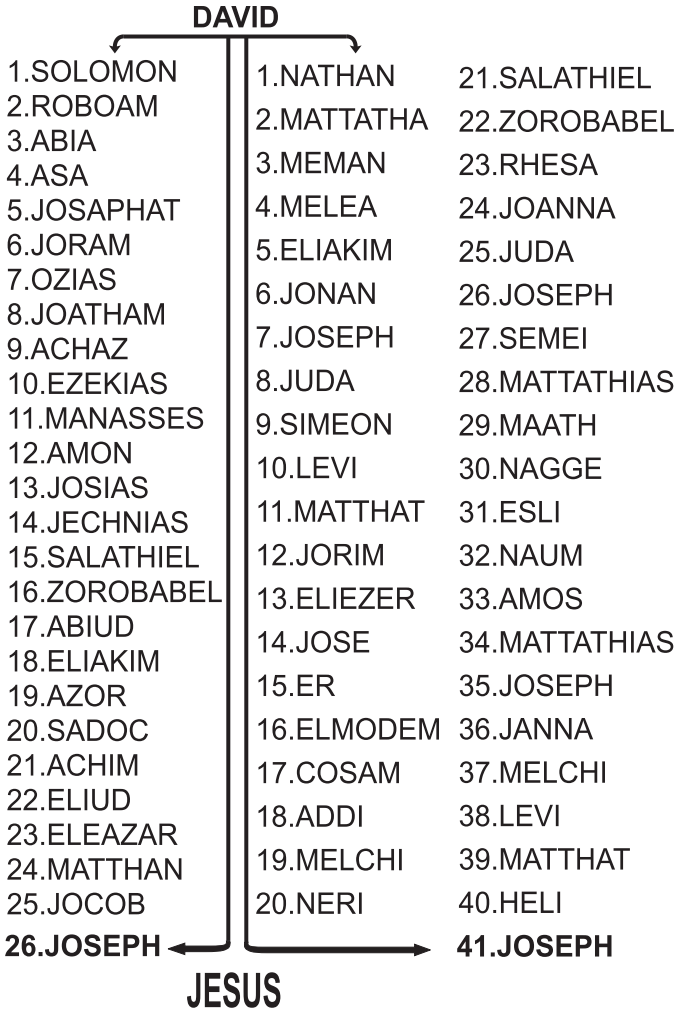 DAVID
1.SOLOMON
2.ROBOAM
3.ABIA
4.ASA
5.JOSAPHAT
6.JORAM
7.OZIAS
8.JOATHAM
9.ACHAZ
10.EZEKIAS
11.MANASSES
12.AMON
13.JOSIAS
14.JECHNIAS
15.SALATHIEL
16.ZOROBABEL
17.ABIUD
18.ELIAKIM
19.AZOR
20.SADOC
21.ACHIM
22.ELIUD
23.ELEAZAR
24.MATTHAN
25.JOCOB
26.JOSEPH
1.NATHAN
2.MATTATHA
3.MEMAN
4.MELEA
5.ELIAKIM
6.JONAN
7.JOSEPH
8.JUDA
9.SIMEON
10.LEVI
11.MATTHAT
12.JORIM
13.ELIEZER
14.JOSE
15.ER
16.ELMODEM
17.COSAM
18.ADDI
19.MELCHI
20.NERI
21.SALATHIEL
22.ZOROBABEL
23.RHESA
24.JOANNA
25.JUDA
26.JOSEPH
27.SEMEI
28.MATTATHIAS
29.MAATH
30.NAGGE
31.ESLI
32.NAUM
33.AMOS
34.MATTATHIAS
35.JOSEPH
36.JANNA
37.MELCHI
38.LEVI
39.MATTHAT
40.HELI
41.JOSEPH
JESUS